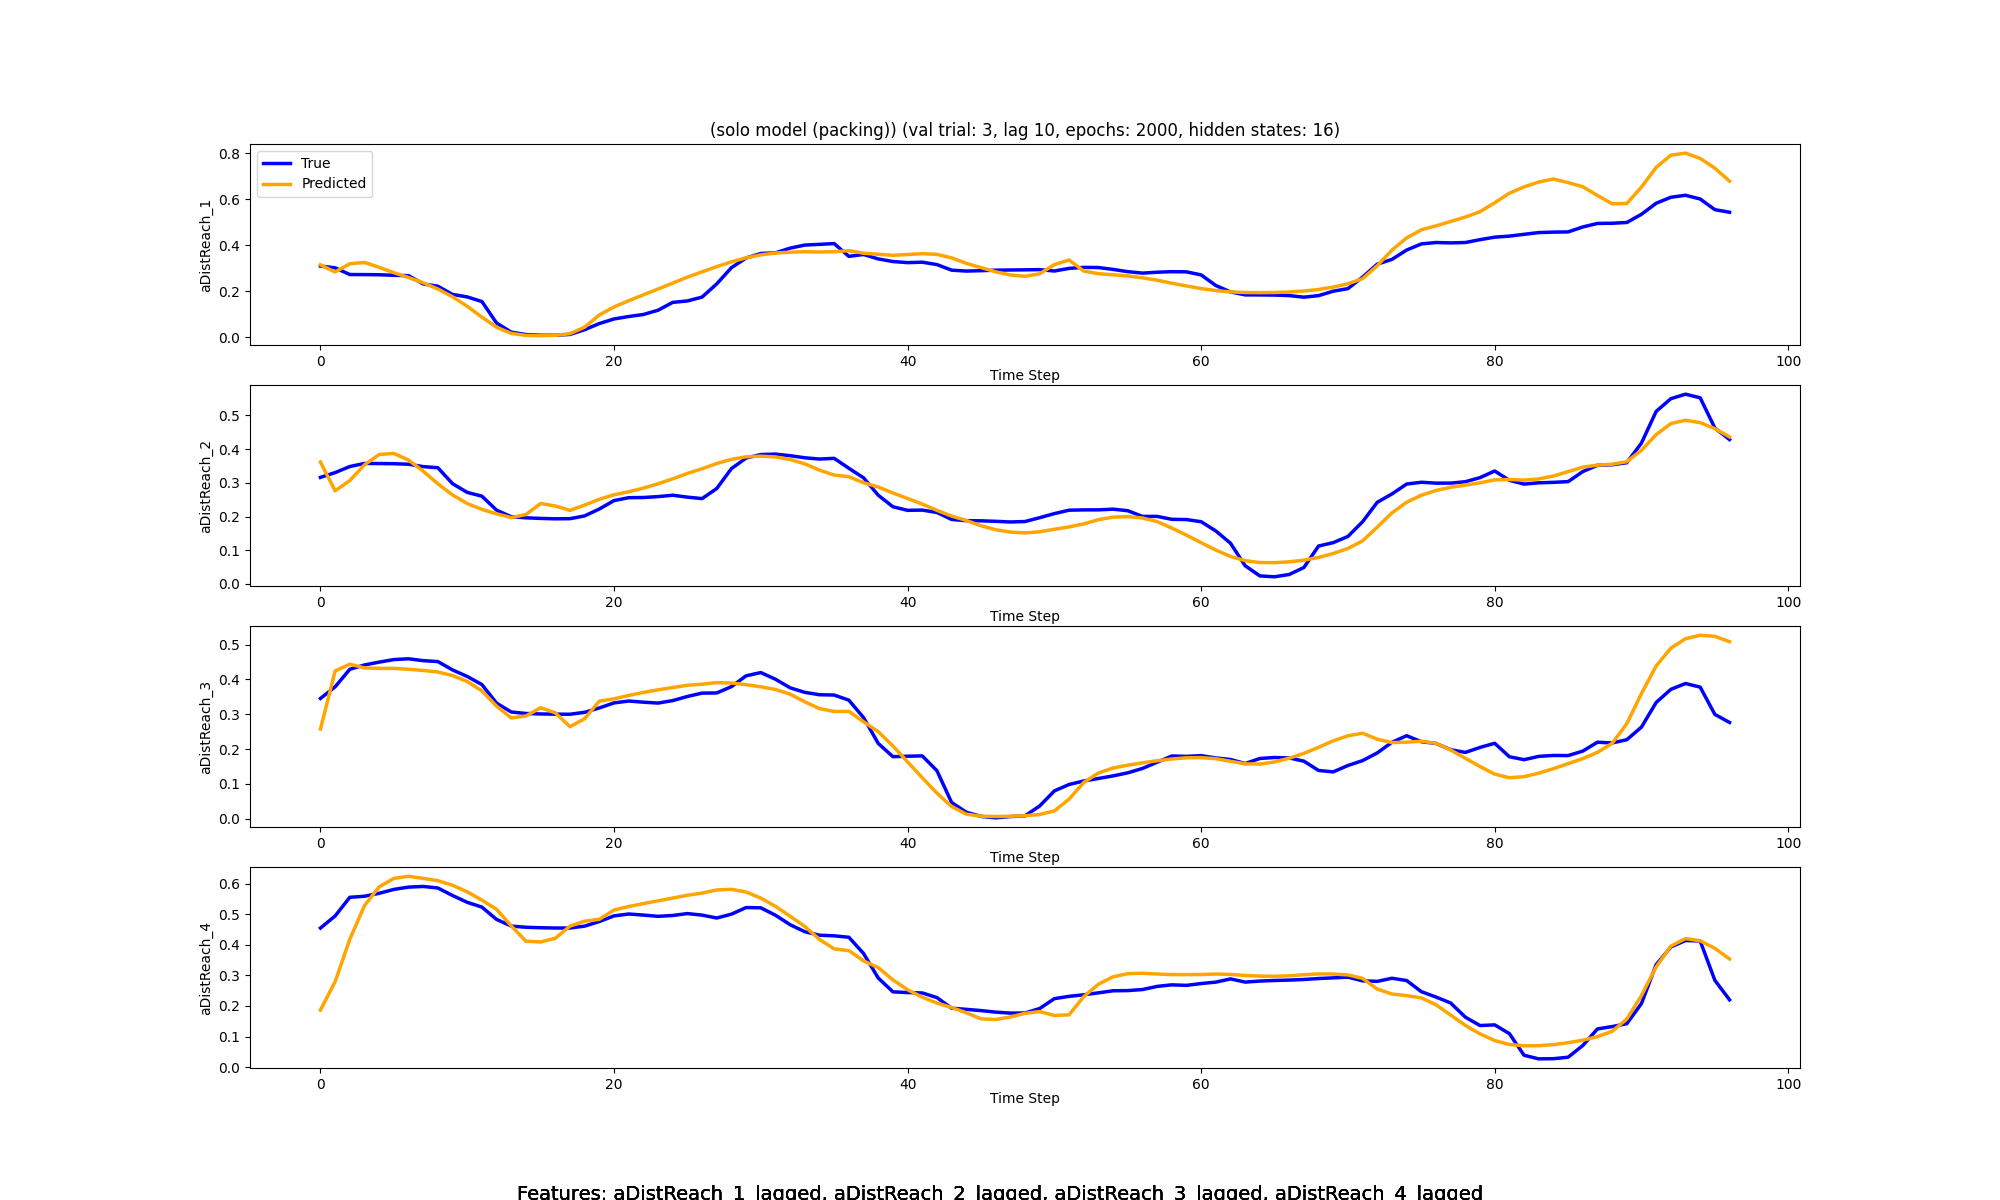 (solo model (packing)) (val trial: 3, lag 10, epochs: 2000, hidden states: 16)
True
Predicted
aDistReach_1
0.8
0.6
0.4
0.2
0.0
0 20 40 60 80 100
Time Step
aDistReach_2
0.5
0.4
0.3
0.2
0.1
0.0
0 20 40 60 80 100
Time Step
aDistReach_3
0.5
0.4
0.3
0.2
0.1
0.0
0 20 40 60 80 100
Time Step
aDistReach_4
0.6
0.5
0.4
0.3
0.2
0.1
0.0
0 20 40 60 80 100
Time Step
Features: aDistReach_1_lagged, aDistReach_2_lagged, aDistReach_3_lagged, aDistReach_4_lagged